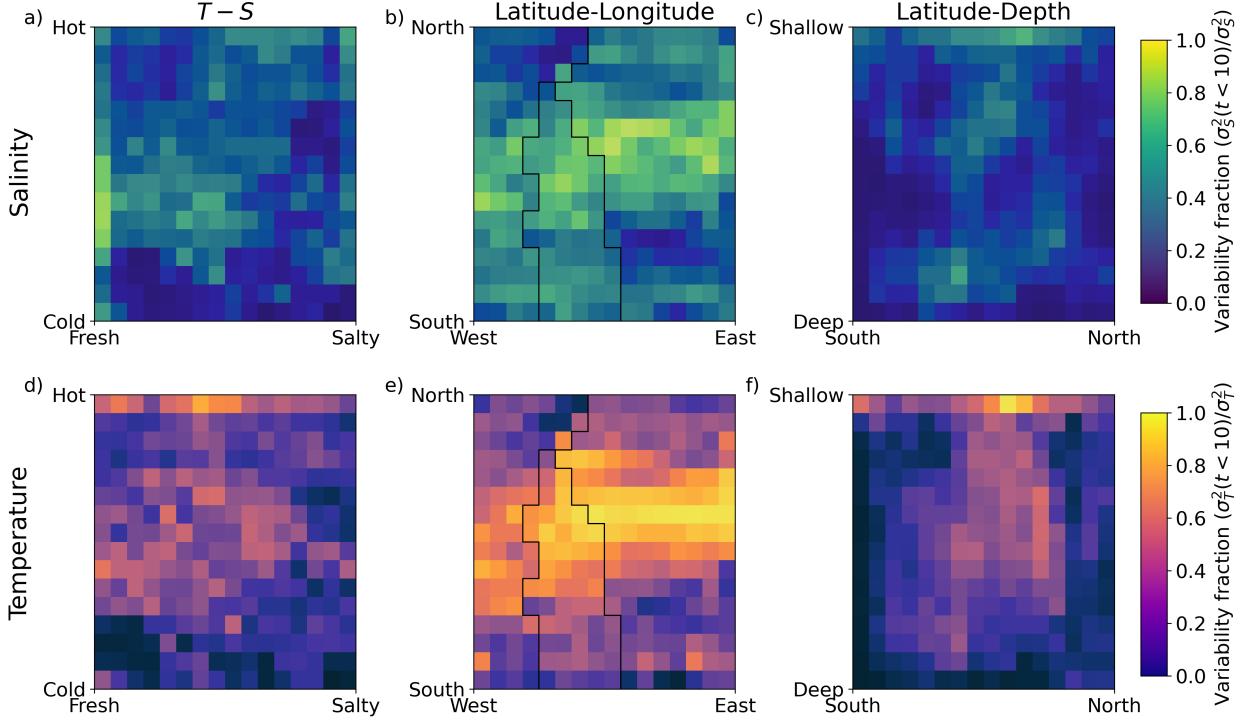 a) T − S b) Latitude-Longitude c) Latitude-Depth
Hot North Shallow
Salinity
Cold South Deep
Fresh Salty West East South North
1.0
0.8
0.6
0.4
0.2
0.0
Variability fraction (σ²_S(t < 10)/σ²_S)
d) e) f)
Hot North Shallow
Temperature
Cold South Deep
Fresh Salty West East South North
1.0
0.8
0.6
0.4
0.2
0.0
Variability fraction (σ²_T(t < 10)/σ²_T)